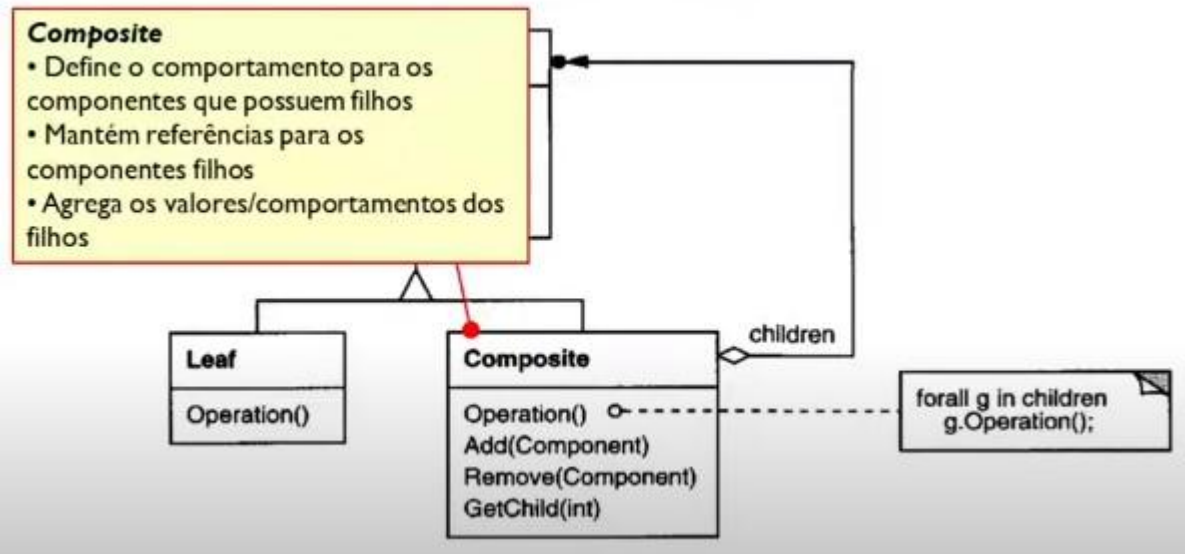 Composite
• Define o comportamento para os
componentes que possuem filhos
• Mantém referências para os
componentes filhos
• Agrega os valores/comportamentos dos
filhos
children
Leaf
Operation()
Composite
Operation()
Add(Component)
Remove(Component)
GetChild(int)
forall g in children
g.Operation();